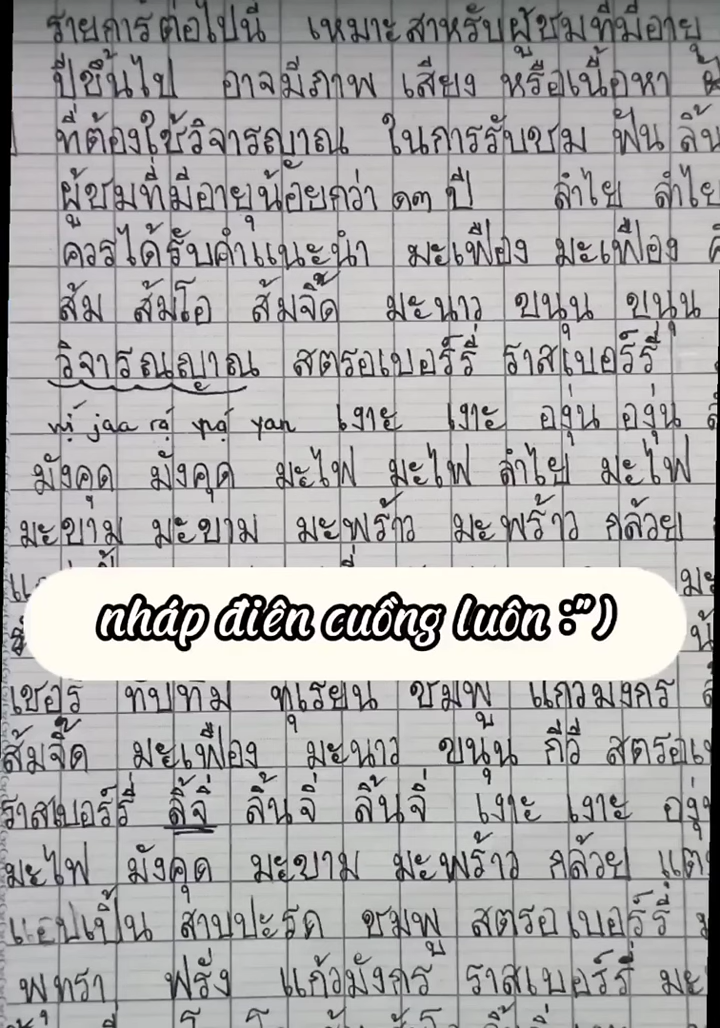 รายการต่อไปนี้ เหมาะสำหรับผู้ชมที่มีอายุ
ปีขึ้นไป อาจมีภาพ เสียง หรือเนื้อหา
ที่ต้องใช้วิจารณญาณ ในการรับชม ฟัน ลิ้น
ผู้ชมที่มีอายุน้อยกว่า ๑๓ ปี ลำไย ลำไย
ควรได้รับคำแนะนำ มะเฟือง มะเฟือง
ส้ม ส้มโอ ส้มจี๊ด มะนาว ขนุน ขนุน
วิจารณญาณ สตรอเบอร์รี่ ราสเบอร์รี่
wí jaa rá ná yan เงาะ เงาะ องุ่น องุ่น
มังคุด มังคุด มะไฟ มะไฟ ลำไย มะไฟ
มะขาม มะขาม มะพร้าว มะพร้าว กล้วย
nháp điên cuồng luôn :")
เชอร์ ทับทิม ทุเรียน ชมพู่ แก้วมังกร
ส้มจี๊ด มะเฟือง มะนาว ขนุน กีวี สตรอเบ
ราสเบอร์รี่ ลิ้จี่ ลิ้นจี่ ลิ้นจี่ เงาะ เงาะ องุ่
มะไฟ มังคุด มะขาม มะพร้าว กล้วย แตง
แอปเปิ้น สาบปะรด ชมพู สตรอเบอร์รี่
พุทรา ฟรั่ง แก้วมังกร ราสเบอร์รี่ มะ